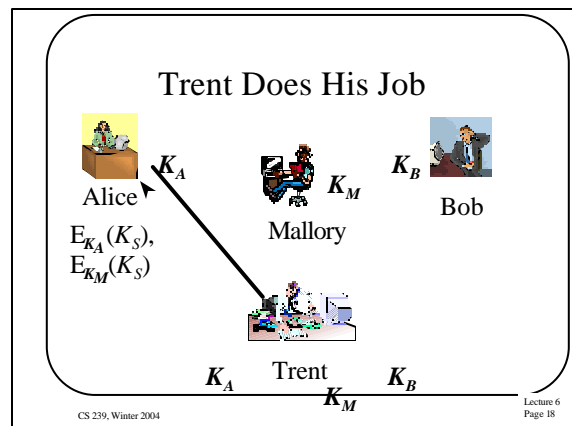 Trent Does His Job
K_A
K_M
K_B
Alice
Mallory
Bob
E_{K_A}(K_S),
E_{K_M}(K_S)
Trent
K_A
K_M
K_B
CS 239, Winter 2004
Lecture 6
Page 18